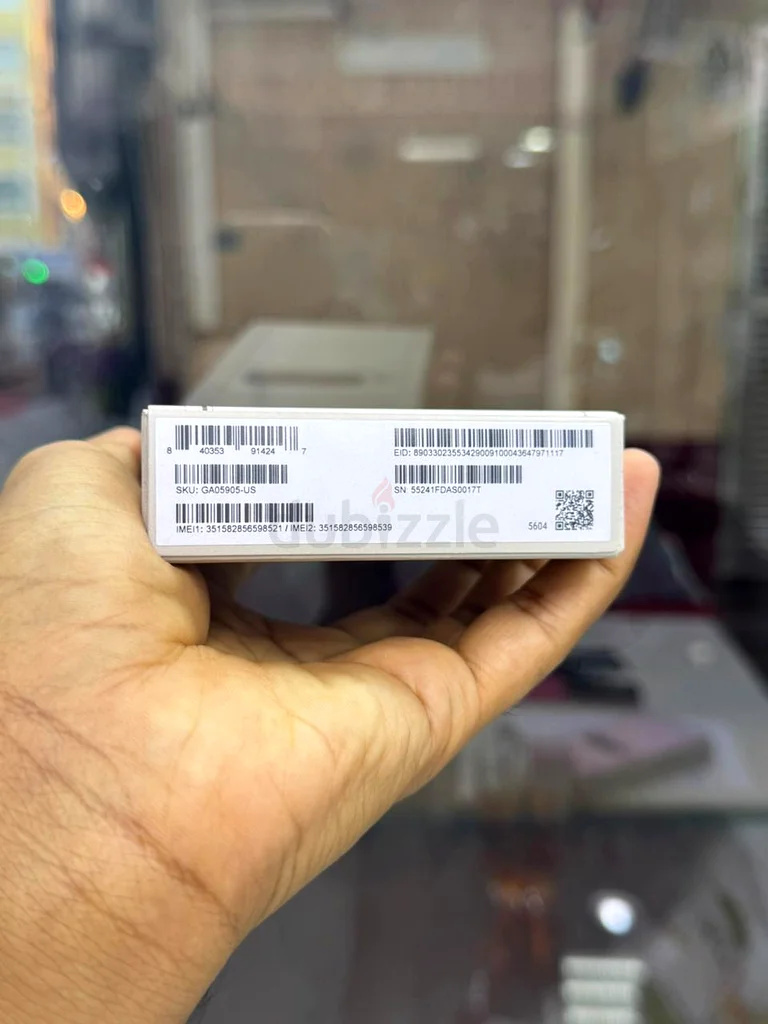 8 40353 91424 7
SKU: GA05905-US
IMEI1: 351582856598521 / IMEI2: 351582856598539
EID: 89033023553429009100043647971117
SN 55241FDAS0017T
5604
dubizzle